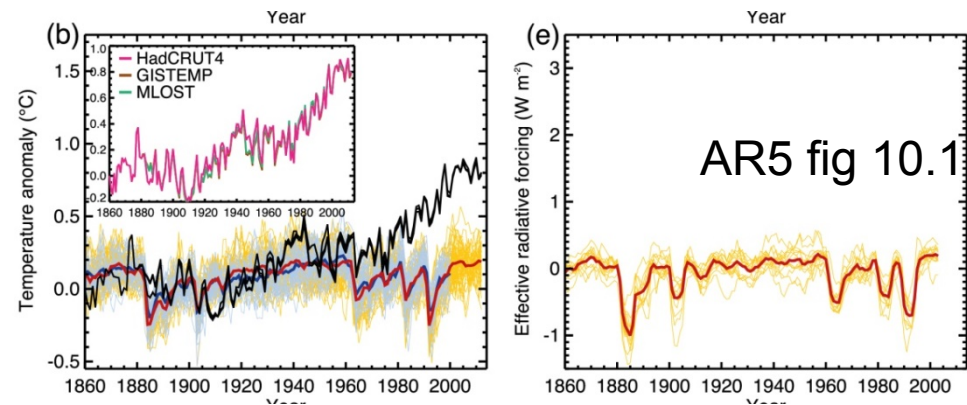 Year
Year
(b)
Temperature anomaly (°C)
1.5
1.0
0.5
0.0
-0.5
1.0
0.8
0.6
0.4
0.2
0.0
0.2
HadCRUT4
GISTEMP
MLOST
1860 1880 1900 1920 1940 1960 1980 2000
1860 1880 1900 1920 1940 1960 1980 2000
Year
(e)
Effective radiative forcing (W m⁻²)
3
2
1
0
-1
AR5 fig 10.1
1860 1880 1900 1920 1940 1960 1980 2000
Year